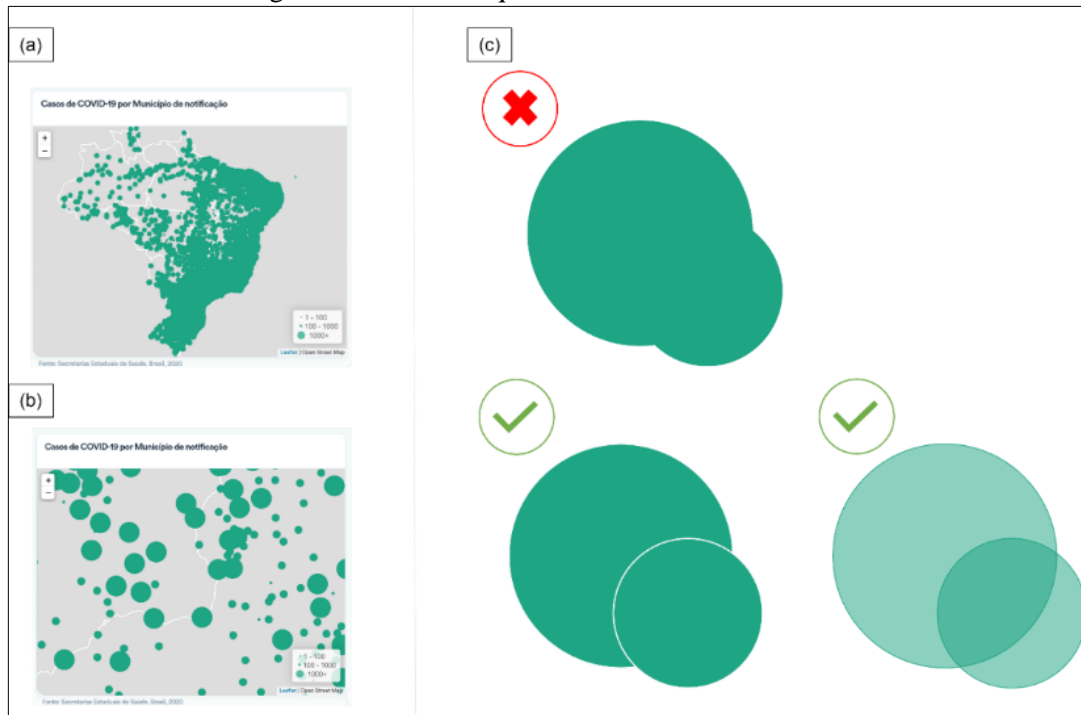 (a)
Casos de COVID-19 por Município de notificação
+
−
1 - 100
100 - 1000
1000+
Leaflet | Open Street Map
Fonte: Secretarias Estaduais de Saúde. Brasil, 2020
(b)
Casos de COVID-19 por Município de notificação
+
−
1 - 100
100 - 1000
1000+
Leaflet | Open Street Map
Fonte: Secretarias Estaduais de Saúde. Brasil, 2020
(c)